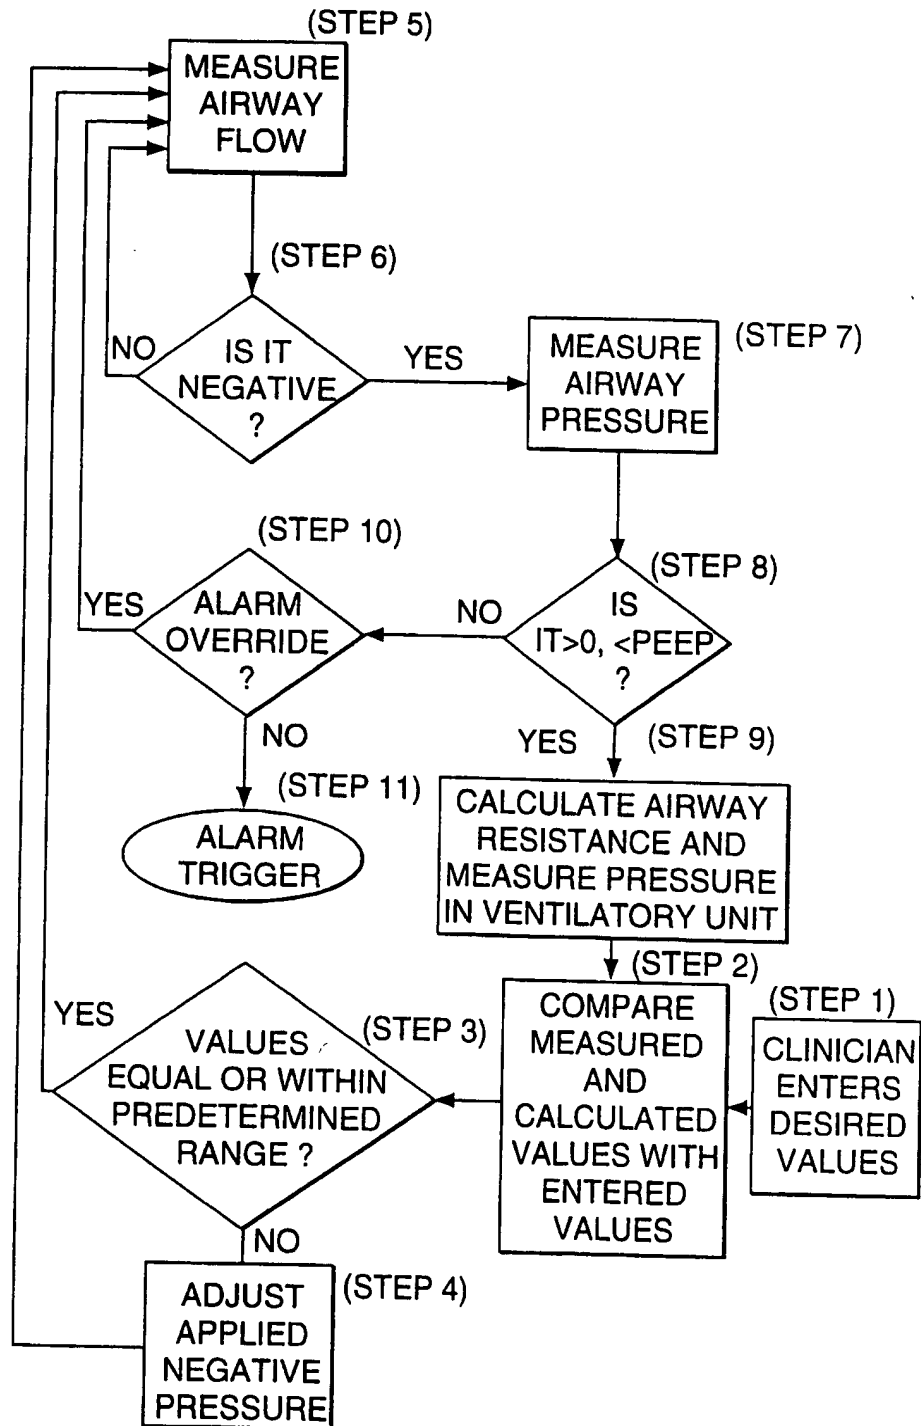 (STEP 5)
MEASURE
AIRWAY
FLOW
(STEP 6)
NO
IS IT
NEGATIVE
?
YES
(STEP 7)
MEASURE
AIRWAY
PRESSURE
(STEP 10)
YES
ALARM
OVERRIDE
?
NO
(STEP 8)
NO
IS
IT>0, <PEEP
?
YES
(STEP 11)
ALARM
TRIGGER
(STEP 9)
CALCULATE AIRWAY
RESISTANCE AND
MEASURE PRESSURE
IN VENTILATORY UNIT
(STEP 2)
COMPARE
MEASURED
AND
CALCULATED
VALUES WITH
ENTERED
VALUES
(STEP 1)
CLINICIAN
ENTERS
DESIRED
VALUES
(STEP 3)
YES
VALUES
EQUAL OR WITHIN
PREDETERMINED
RANGE ?
NO
(STEP 4)
ADJUST
APPLIED
NEGATIVE
PRESSURE